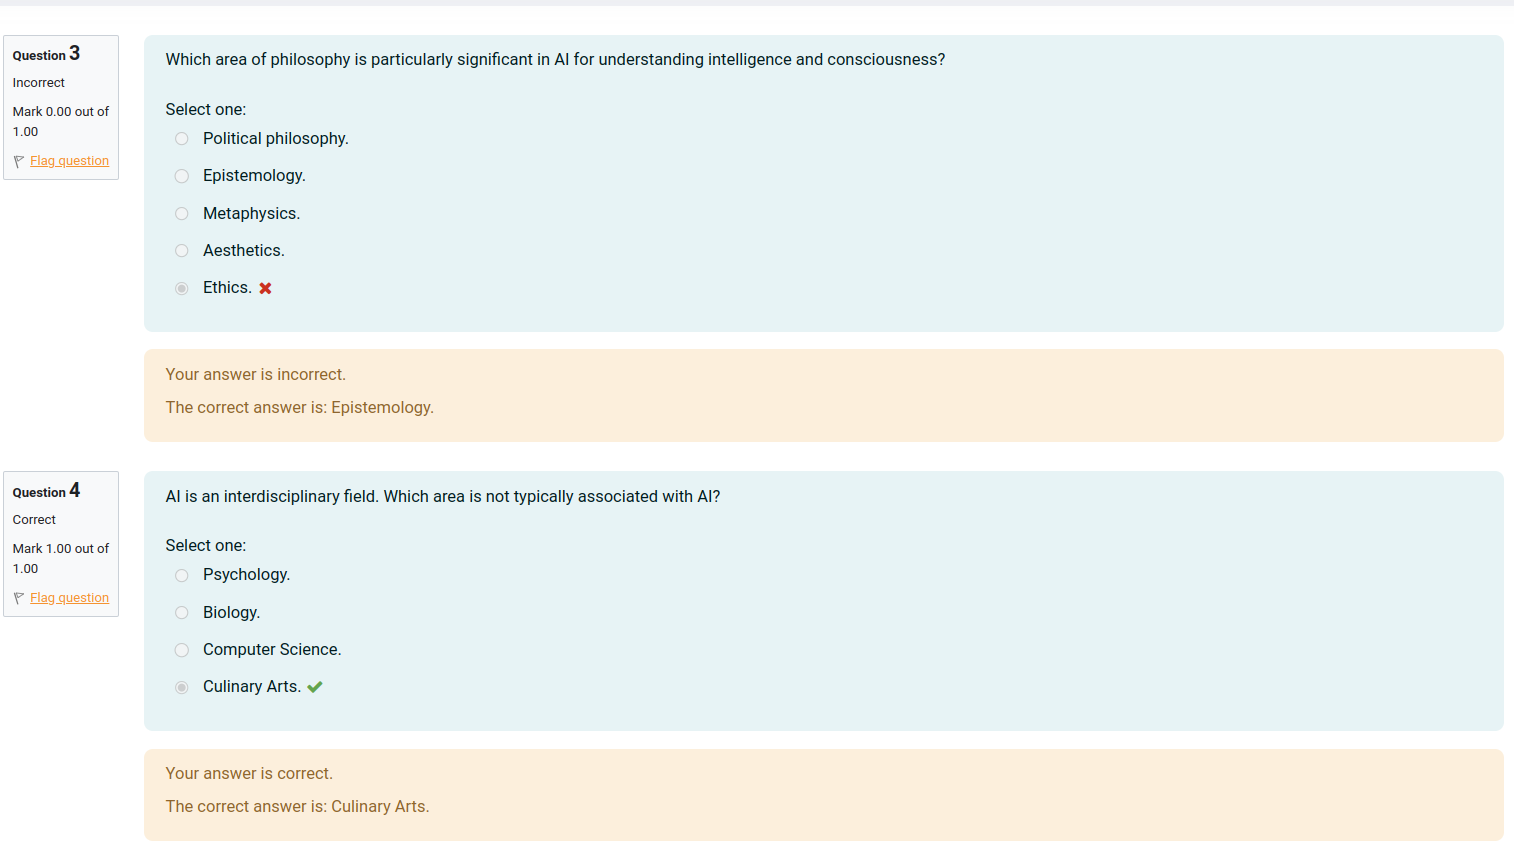 Question 3
Incorrect
Mark 0.00 out of
1.00
Flag question
Which area of philosophy is particularly significant in AI for understanding intelligence and consciousness?
Select one:
Political philosophy.
Epistemology.
Metaphysics.
Aesthetics.
Ethics.
Your answer is incorrect.
The correct answer is: Epistemology.
Question 4
Correct
Mark 1.00 out of
1.00
Flag question
AI is an interdisciplinary field. Which area is not typically associated with AI?
Select one:
Psychology.
Biology.
Computer Science.
Culinary Arts.
Your answer is correct.
The correct answer is: Culinary Arts.